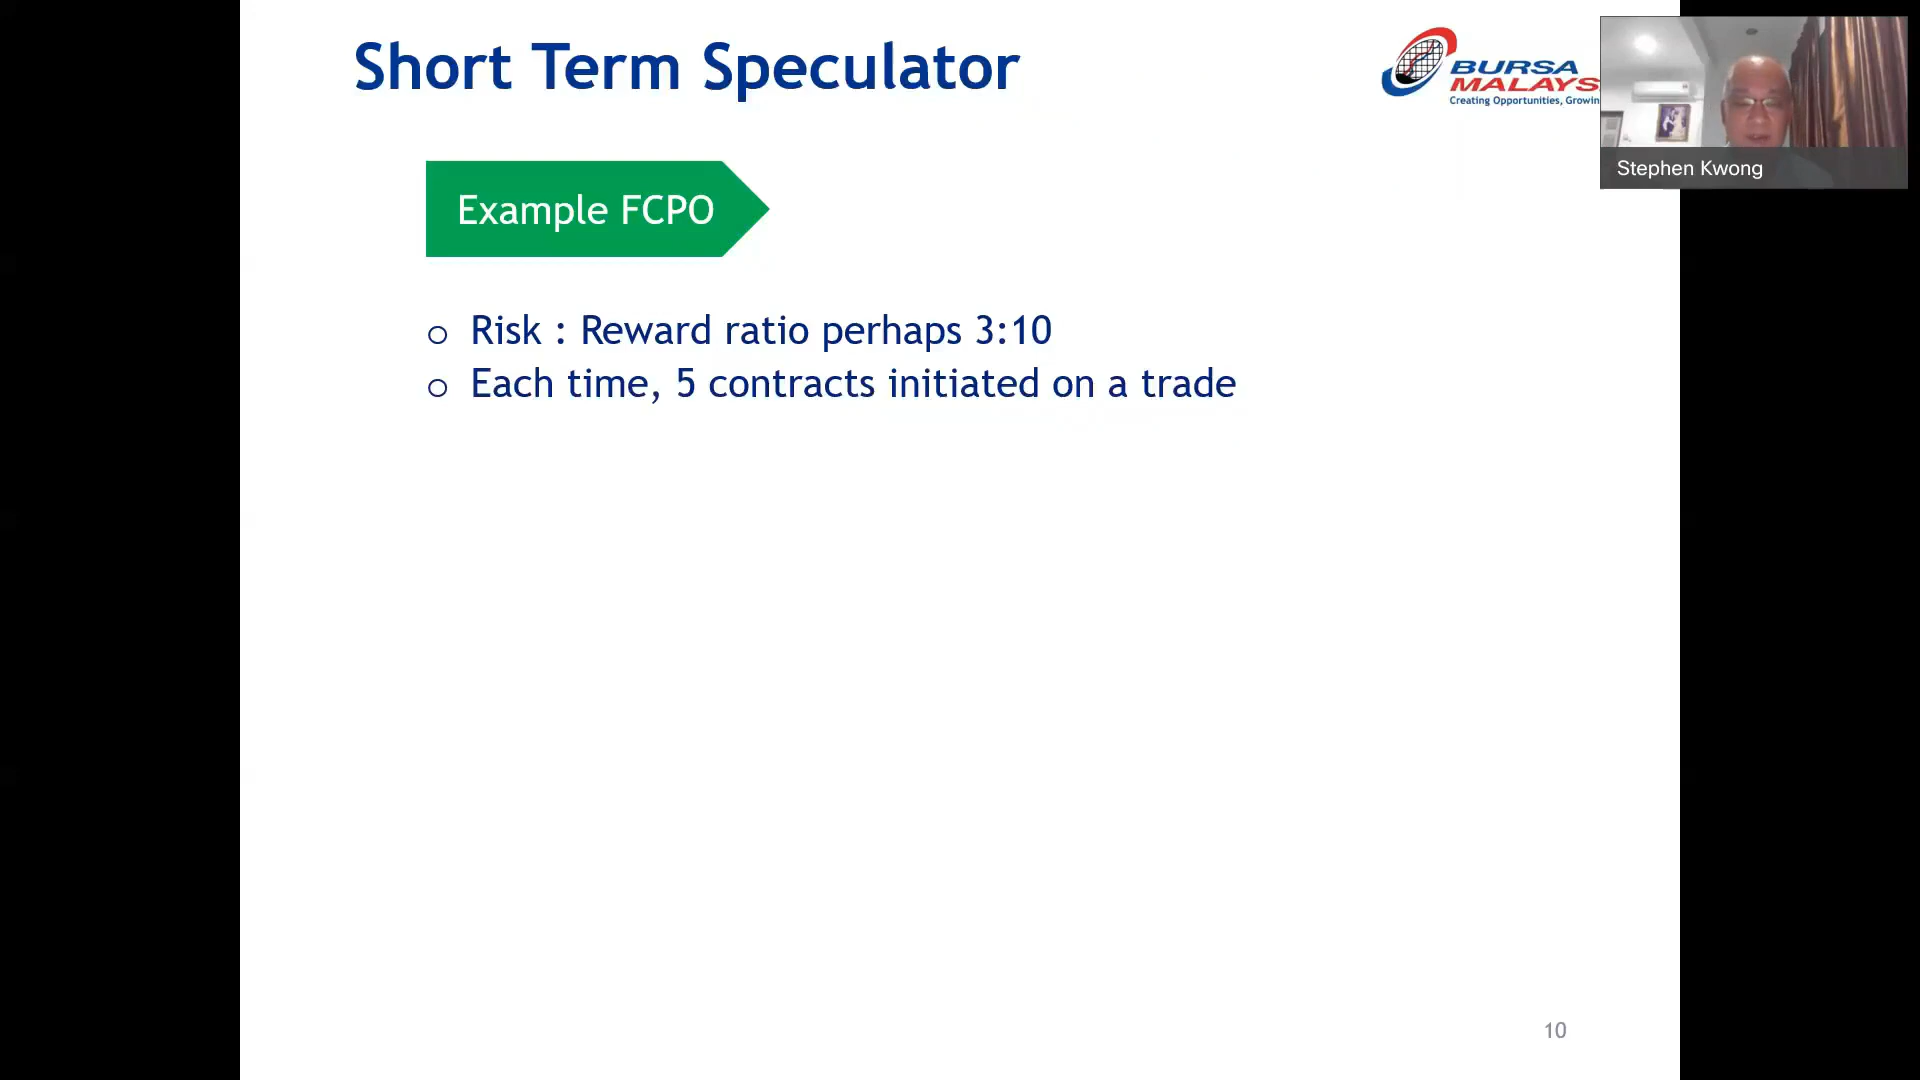 Short Term Speculator
BURSA
MALAYS
Creating Opportunities, Growin
Stephen Kwong
Example FCPO
○ Risk : Reward ratio perhaps 3:10
○ Each time, 5 contracts initiated on a trade
10